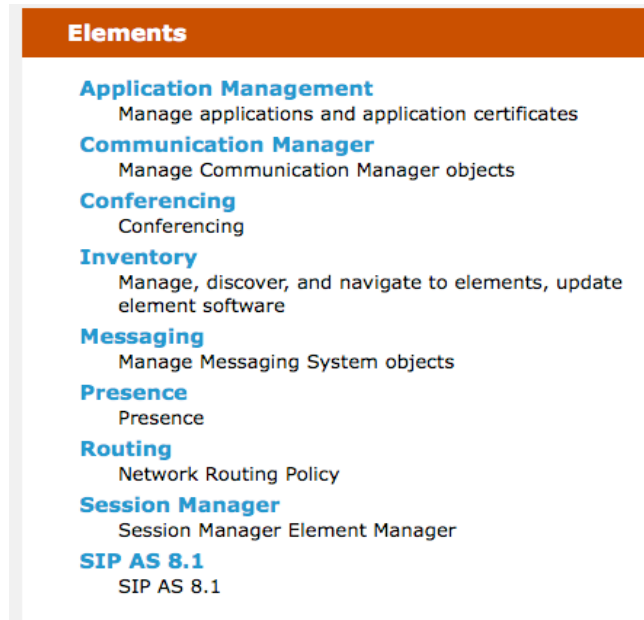 Elements
Application Management
Manage applications and application certificates
Communication Manager
Manage Communication Manager objects
Conferencing
Conferencing
Inventory
Manage, discover, and navigate to elements, update
element software
Messaging
Manage Messaging System objects
Presence
Presence
Routing
Network Routing Policy
Session Manager
Session Manager Element Manager
SIP AS 8.1
SIP AS 8.1